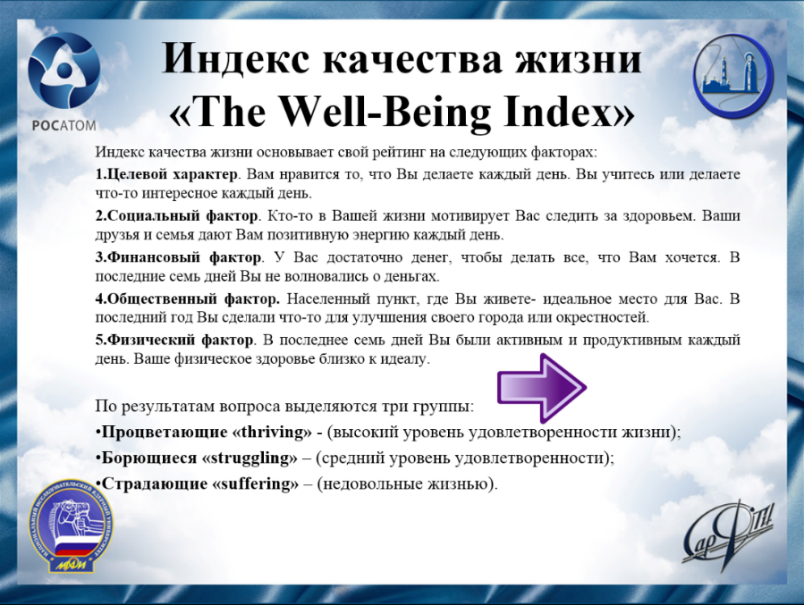 Индекс качества жизни
«The Well-Being Index»
РОСАТОМ
Индекс качества жизни основывает свой рейтинг на следующих факторах:
1.Целевой характер. Вам нравится то, что Вы делаете каждый день. Вы учитесь или делаете
что-то интересное каждый день.
2.Социальный фактор. Кто-то в Вашей жизни мотивирует Вас следить за здоровьем. Ваши
друзья и семья дают Вам позитивную энергию каждый день.
3.Финансовый фактор. У Вас достаточно денег, чтобы делать все, что Вам хочется. В
последние семь дней Вы не волновались о деньгах.
4.Общественный фактор. Населенный пункт, где Вы живете- идеальное место для Вас. В
последний год Вы сделали что-то для улучшения своего города или окрестностей.
5.Физический фактор. В последнее семь дней Вы были активным и продуктивным каждый
день. Ваше физическое здоровье близко к идеалу.
По результатам вопроса выделяются три группы:
•Процветающие «thriving» - (высокий уровень удовлетворенности жизни);
•Борющиеся «struggling» – (средний уровень удовлетворенности);
•Страдающие «suffering» – (недовольные жизнью).
НАЦИОНАЛЬНЫЙ ИССЛЕДОВАТЕЛЬСКИЙ ЯДЕРНЫЙ УНИВЕРСИТЕТ
МИФИ
СарФТИ